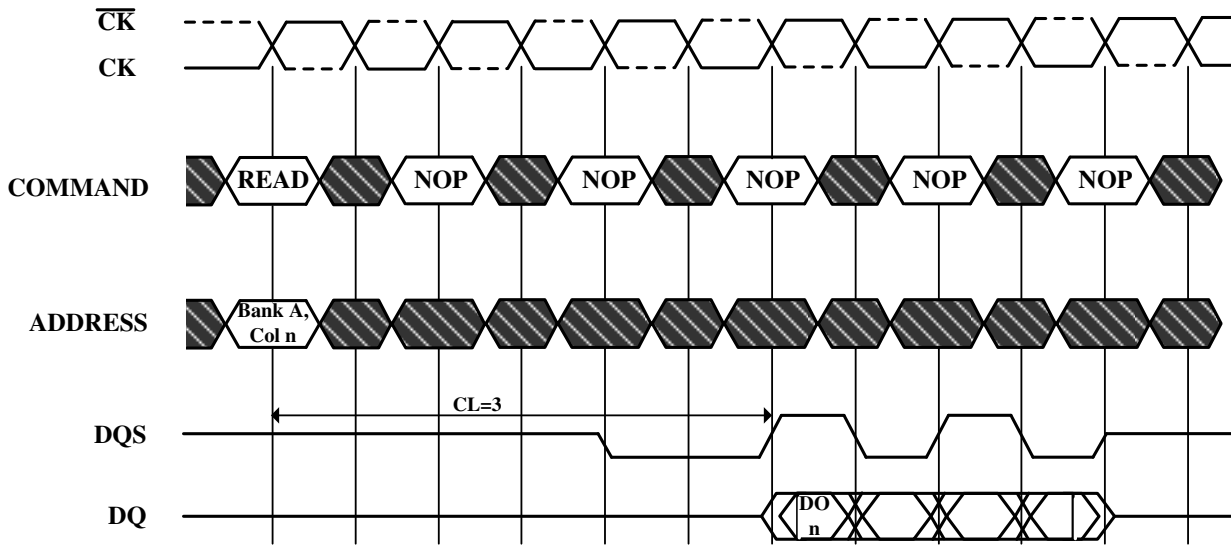 CK
CK
COMMAND
READ NOP NOP NOP NOP NOP
ADDRESS
Bank A,
Col n
CL=3
DQS
DQ
DO
n